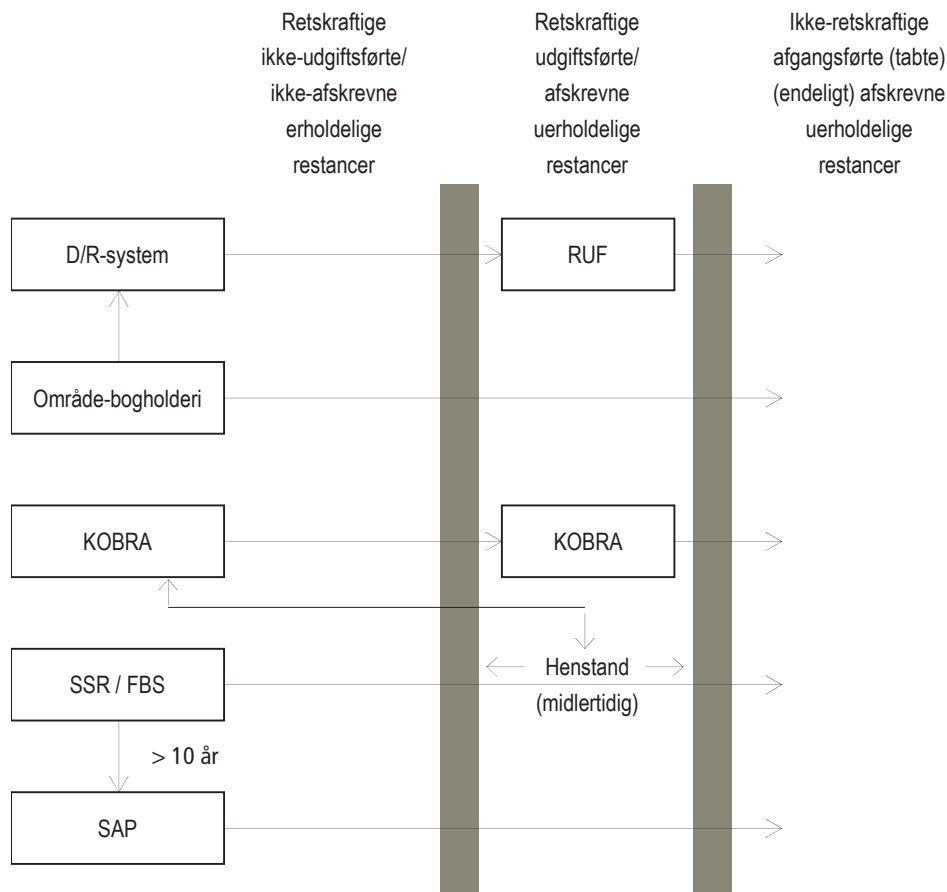 Retskraftige
ikke-udgiftsførte/
ikke-afskrevne
erholdelige
restancer
Retskraftige
udgiftsførte/
afskrevne
uerholdelige
restancer
Ikke-retskraftige
afgangsførte (tabte)
(endeligt) afskrevne
uerholdelige
restancer
D/R-system
RUF
Område-bogholderi
KOBRA
KOBRA
SSR / FBS
Henstand
(midlertidig)
> 10 år
SAP